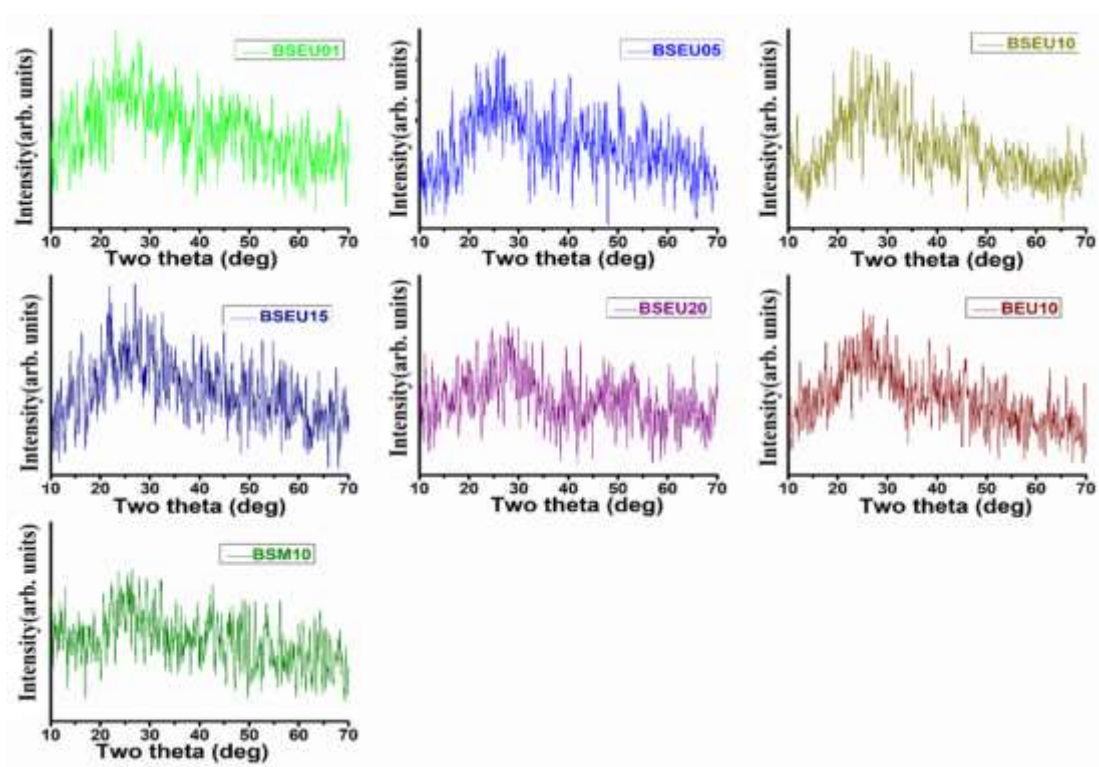 BSEU01
Intensity(arb. units)
10 20 30 40 50 60 70
Two theta (deg)
BSEU05
Intensity(arb. units)
10 20 30 40 50 60 70
Two theta (deg)
BSEU10
Intensity(arb. units)
10 20 30 40 50 60 70
Two theta (deg)
BSEU15
Intensity(arb. units)
10 20 30 40 50 60 70
Two theta (deg)
BSEU20
Intensity(arb. units)
10 20 30 40 50 60 70
Two theta (deg)
BEU10
Intensity(arb. units)
10 20 30 40 50 60 70
Two theta (deg)
BSM10
Intensity(arb. units)
10 20 30 40 50 60 70
Two theta (deg)